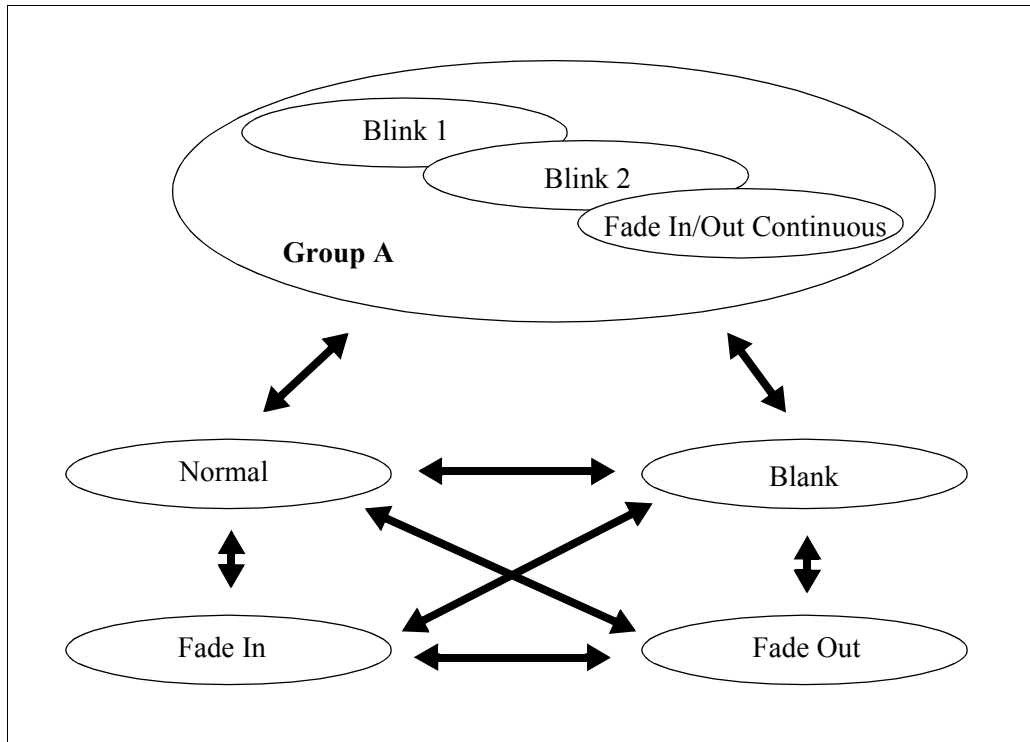 Blink 1
Blink 2
Fade In/Out Continuous
Group A
Normal
Blank
Fade In
Fade Out